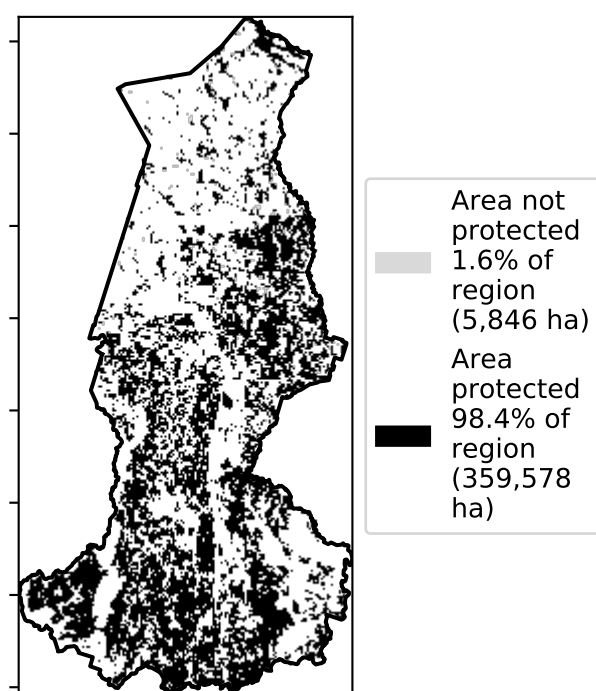 Area not
protected
1.6% of
region
(5,846 ha)
Area
protected
98.4% of
region
(359,578
ha)